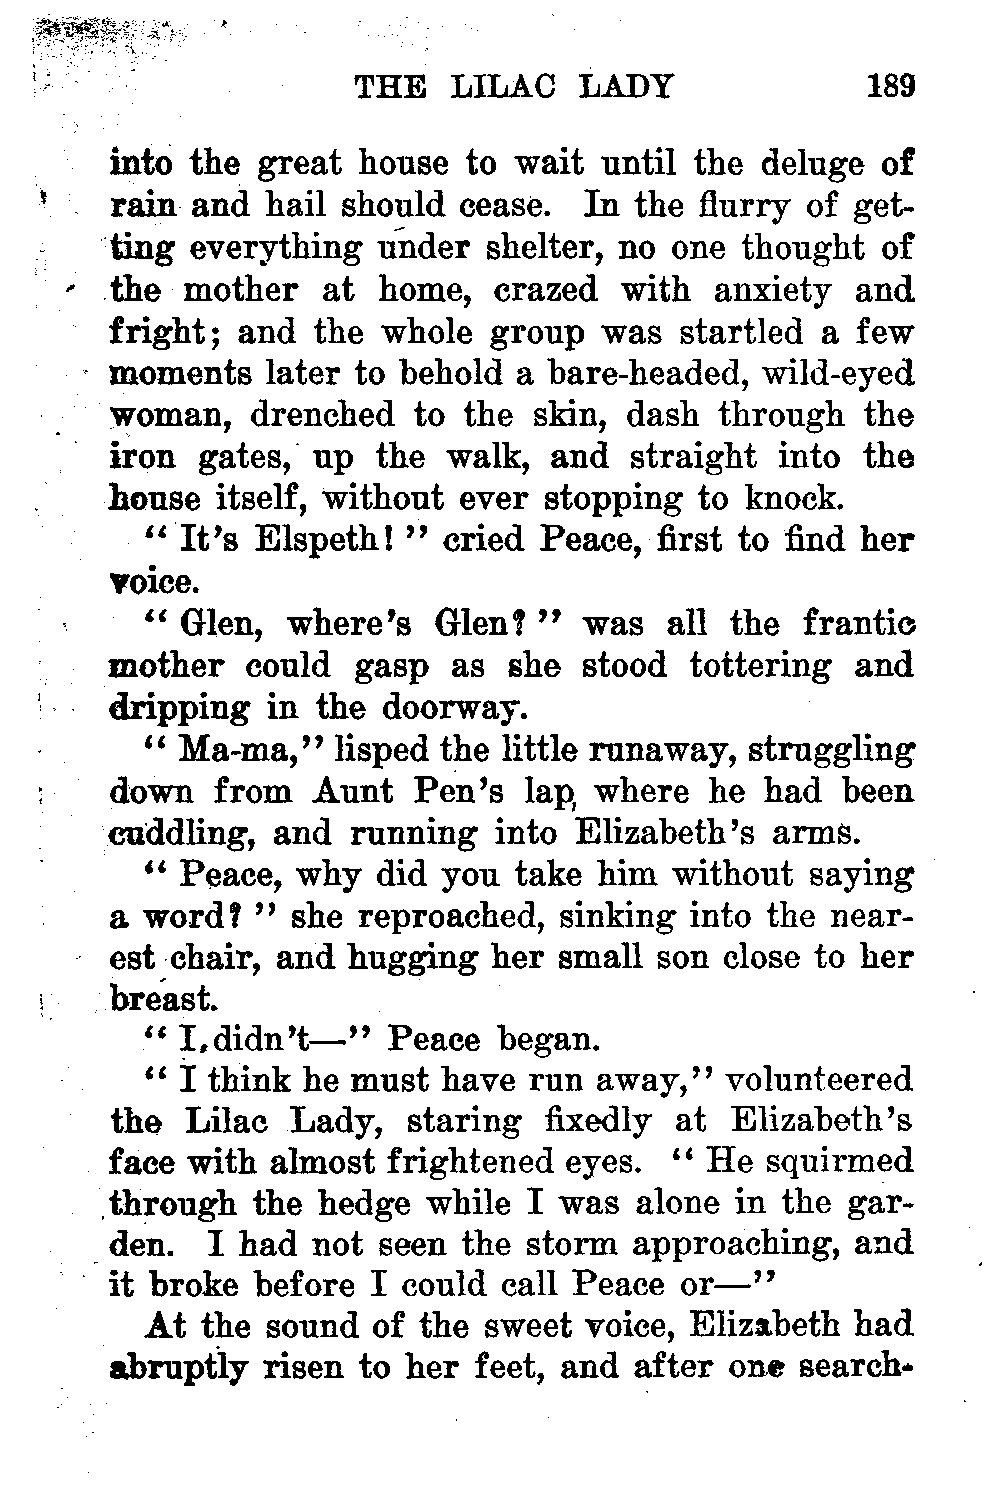 THE LILAC LADY 189
into the great house to wait until the deluge of
rain and hail should cease. In the flurry of get-
ting everything under shelter, no one thought of
the mother at home, crazed with anxiety and
fright; and the whole group was startled a few
moments later to behold a bare-headed, wild-eyed
woman, drenched to the skin, dash through the
iron gates, up the walk, and straight into the
house itself, without ever stopping to knock.
“ It’s Elspeth! ” cried Peace, first to find her
voice.
“ Glen, where’s Glen? ” was all the frantic
mother could gasp as she stood tottering and
dripping in the doorway.
“ Ma-ma,” lisped the little runaway, struggling
down from Aunt Pen’s lap, where he had been
cuddling, and running into Elizabeth’s arms.
“ Peace, why did you take him without saying
a word? ” she reproached, sinking into the near-
est chair, and hugging her small son close to her
breast.
“ I didn’t—” Peace began.
“ I think he must have run away,” volunteered
the Lilac Lady, staring fixedly at Elizabeth’s
face with almost frightened eyes. “ He squirmed
through the hedge while I was alone in the gar-
den. I had not seen the storm approaching, and
it broke before I could call Peace or—”
At the sound of the sweet voice, Elizabeth had
abruptly risen to her feet, and after one search-